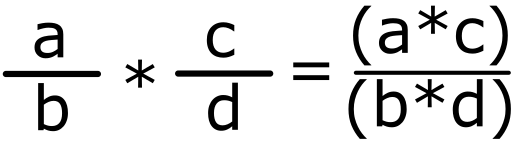 a/b * c/d = (a*c)/(b*d)